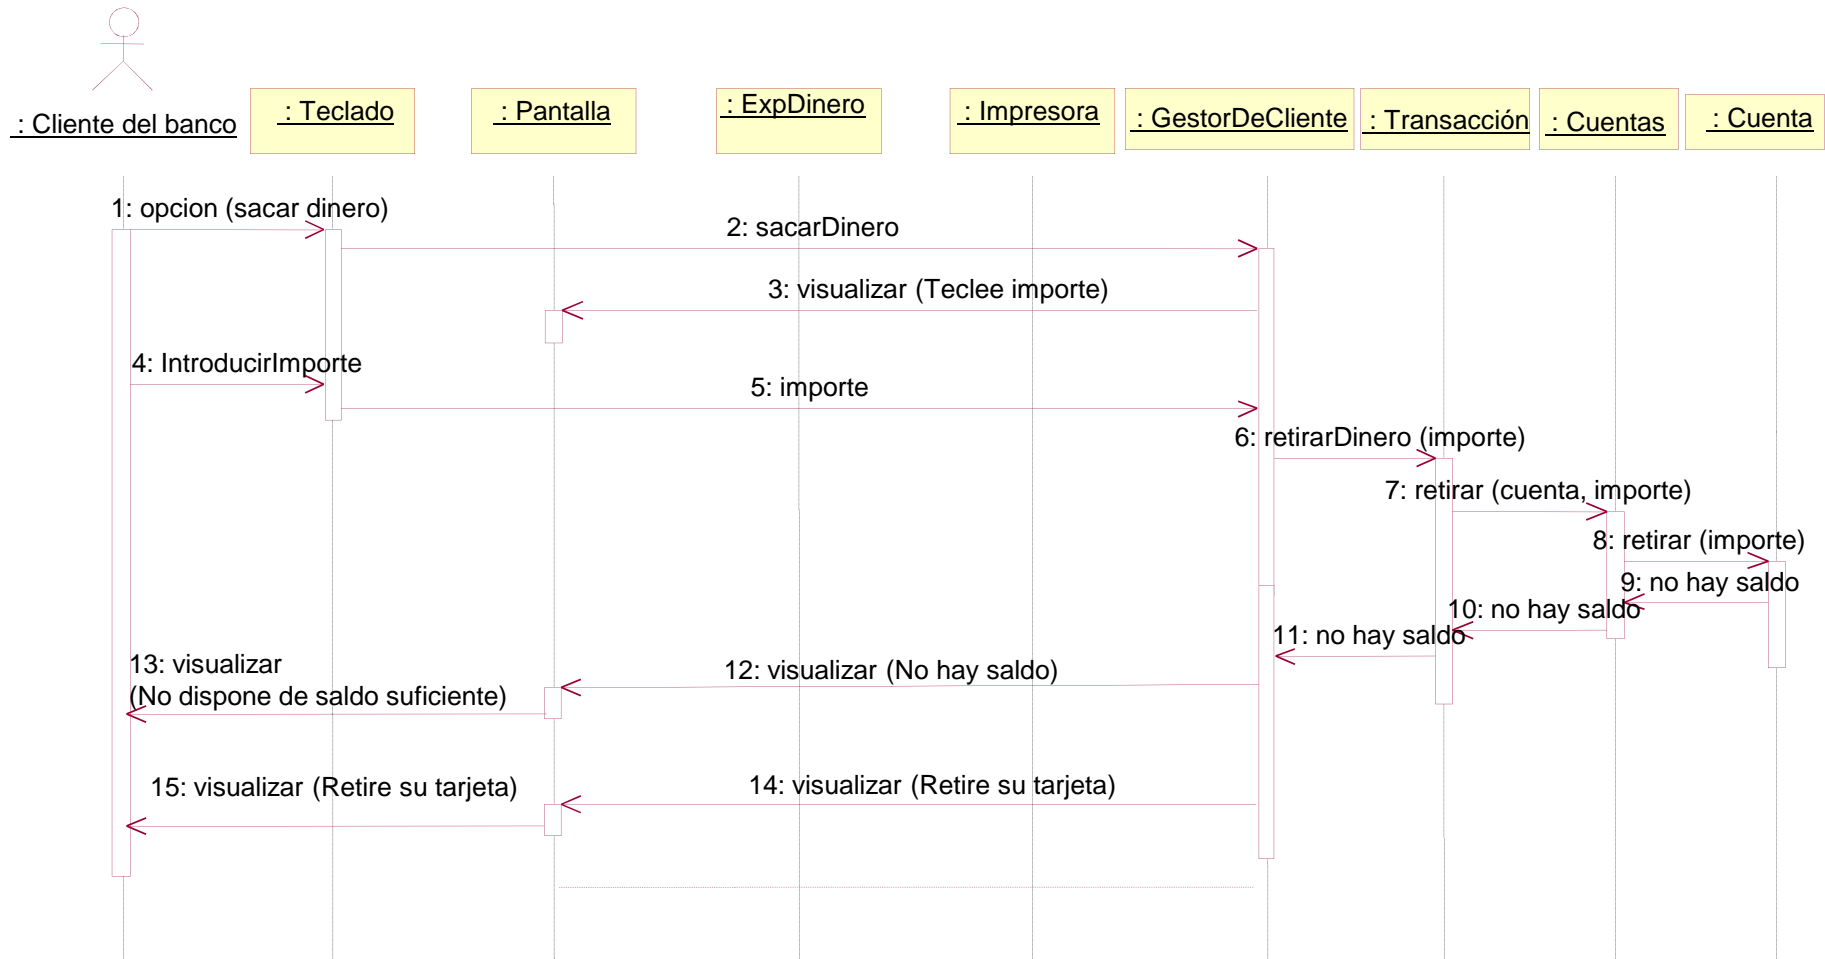 : Cliente del banco
: Teclado
: Pantalla
: ExpDinero
: Impresora
: GestorDeCliente
: Transacción
: Cuentas
: Cuenta
1: opcion (sacar dinero)
2: sacarDinero
3: visualizar (Teclee importe)
4: IntroducirImporte
5: importe
6: retirarDinero (importe)
7: retirar (cuenta, importe)
8: retirar (importe)
9: no hay saldo
10: no hay saldo
11: no hay saldo
12: visualizar (No hay saldo)
13: visualizar
(No dispone de saldo suficiente)
14: visualizar (Retire su tarjeta)
15: visualizar (Retire su tarjeta)